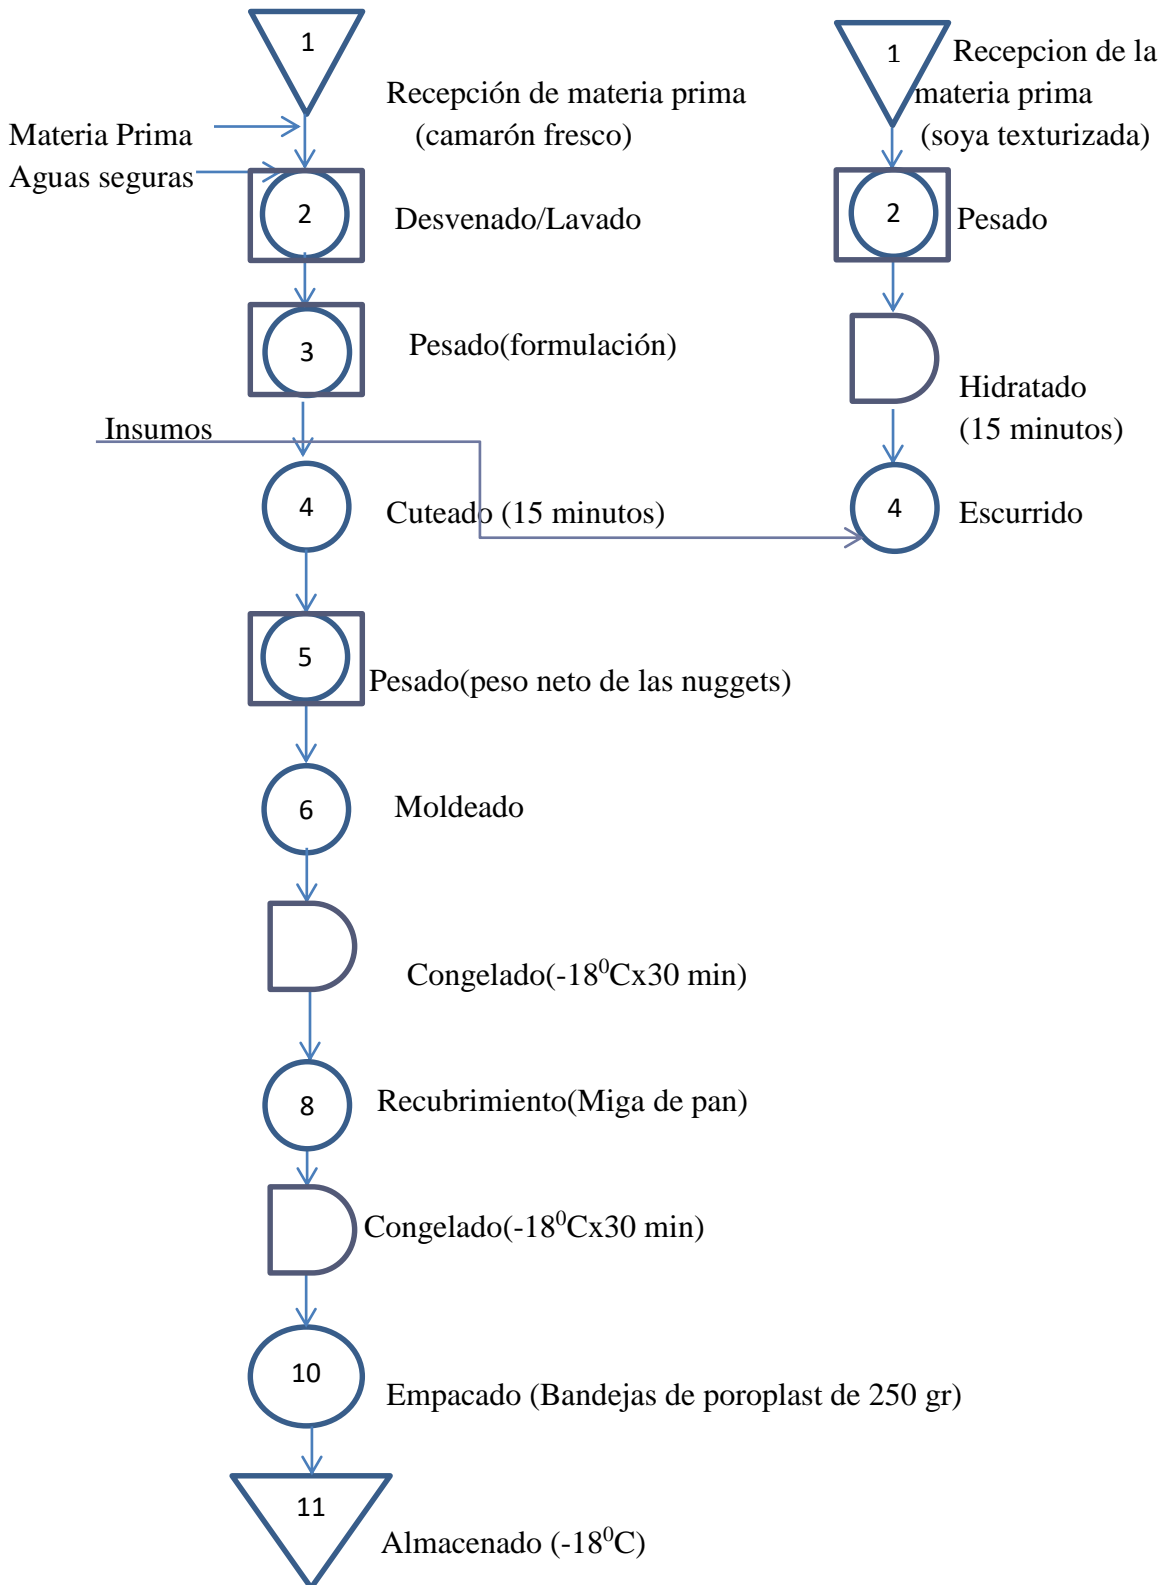 1
Recepción de materia prima
(camarón fresco)
Materia Prima
Aguas seguras
2
Desvenado/Lavado
3
Pesado(formulación)
Insumos
4
Cuteado (15 minutos)
5
Pesado(peso neto de las nuggets)
6
Moldeado
Congelado(-18⁰Cx30 min)
8
Recubrimiento(Miga de pan)
Congelado(-18⁰Cx30 min)
10
Empacado (Bandejas de poroplast de 250 gr)
11
Almacenado (-18⁰C)
1
Recepcion de la
materia prima
(soya texturizada)
2
Pesado
Hidratado
(15 minutos)
4
Escurrido